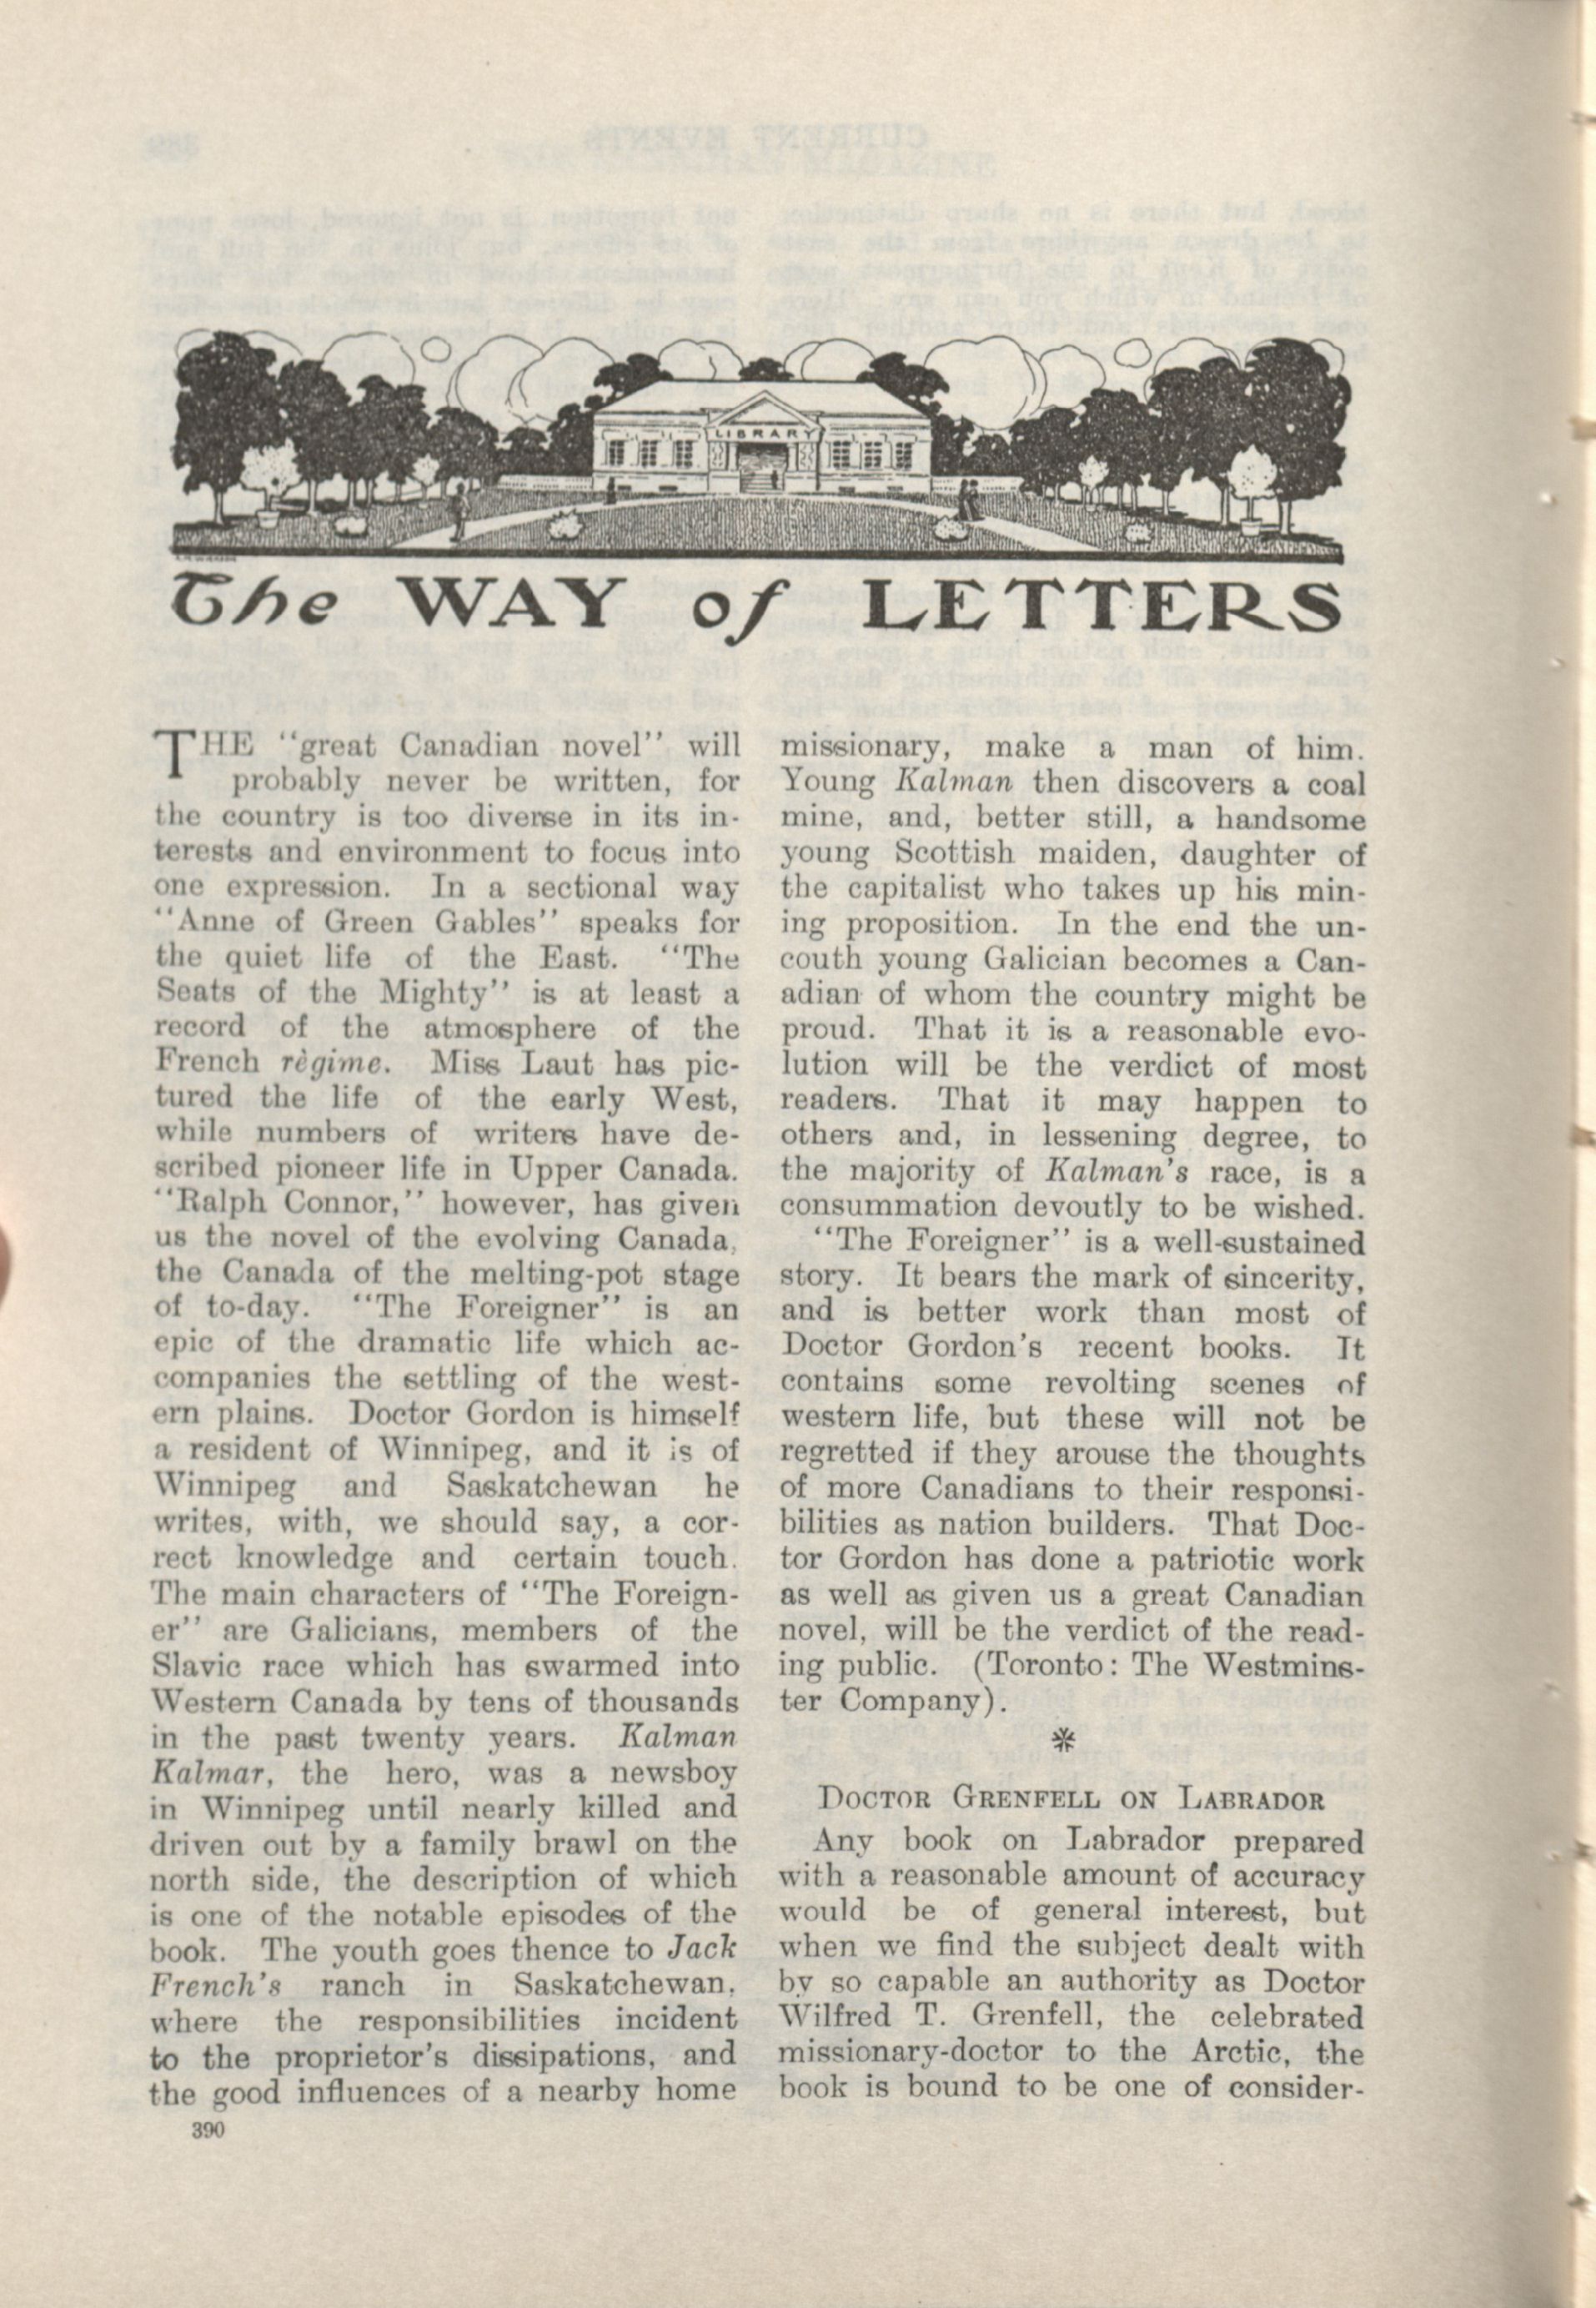 LIBRARY
The WAY of LETTERS
THE "great Canadian novel" will
probably never be written, for
the country is too diverse in its in-
terests and environment to focus into
one expression. In a sectional way
"Anne of Green Gables" speaks for
the quiet life of the East. "The
Seats of the Mighty" is at least a
record of the atmosphere of the
French règime. Miss Laut has pic-
tured the life of the early West,
while numbers of writers have de-
scribed pioneer life in Upper Canada.
"Ralph Connor," however, has given
us the novel of the evolving Canada,
the Canada of the melting-pot stage
of to-day. "The Foreigner" is an
epic of the dramatic life which ac-
companies the settling of the west-
ern plains. Doctor Gordon is himself
a resident of Winnipeg, and it is of
Winnipeg and Saskatchewan he
writes, with, we should say, a cor-
rect knowledge and certain touch.
The main characters of "The Foreign-
er" are Galicians, members of the
Slavic race which has swarmed into
Western Canada by tens of thousands
in the past twenty years. Kalman
Kalmar, the hero, was a newsboy
in Winnipeg until nearly killed and
driven out by a family brawl on the
north side, the description of which
is one of the notable episodes of the
book. The youth goes thence to Jack
French's ranch in Saskatchewan,
where the responsibilities incident
to the proprietor's dissipations, and
the good influences of a nearby home
missionary, make a man of him.
Young Kalman then discovers a coal
mine, and, better still, a handsome
young Scottish maiden, daughter of
the capitalist who takes up his min-
ing proposition. In the end the un-
couth young Galician becomes a Can-
adian of whom the country might be
proud. That it is a reasonable evo-
lution will be the verdict of most
readers. That it may happen to
others and, in lessening degree, to
the majority of Kalman's race, is a
consummation devoutly to be wished.
"The Foreigner" is a well-sustained
story. It bears the mark of sincerity,
and is better work than most of
Doctor Gordon's recent books. It
contains some revolting scenes of
western life, but these will not be
regretted if they arouse the thoughts
of more Canadians to their responsi-
bilities as nation builders. That Doc-
tor Gordon has done a patriotic work
as well as given us a great Canadian
novel, will be the verdict of the read-
ing public. (Toronto: The Westmins-
ter Company).
*
DOCTOR GRENFELL ON LABRADOR
Any book on Labrador prepared
with a reasonable amount of accuracy
would be of general interest, but
when we find the subject dealt with
by so capable an authority as Doctor
Wilfred T. Grenfell, the celebrated
missionary-doctor to the Arctic, the
book is bound to be one of consider-
390